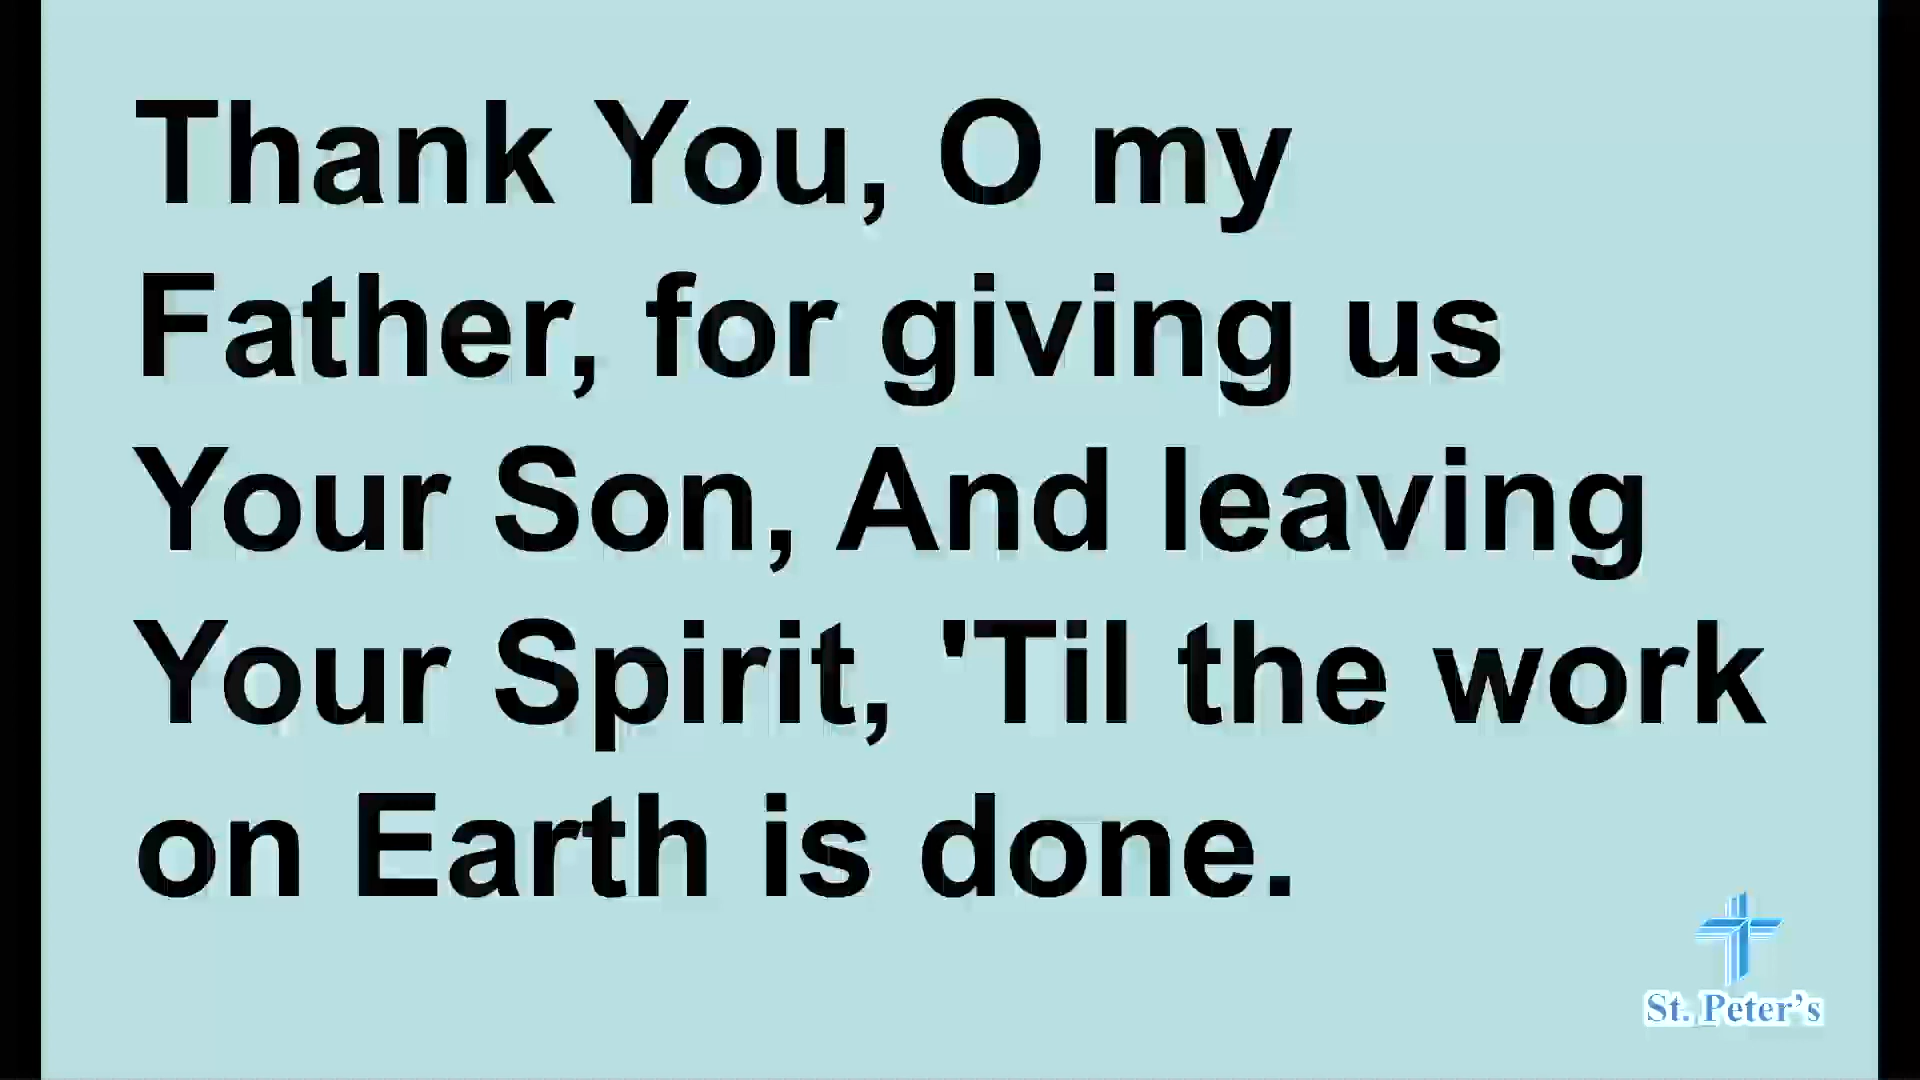 Thank You, O my
Father, for giving us
Your Son, And leaving
Your Spirit, 'Til the work
on Earth is done.
St. Peter's